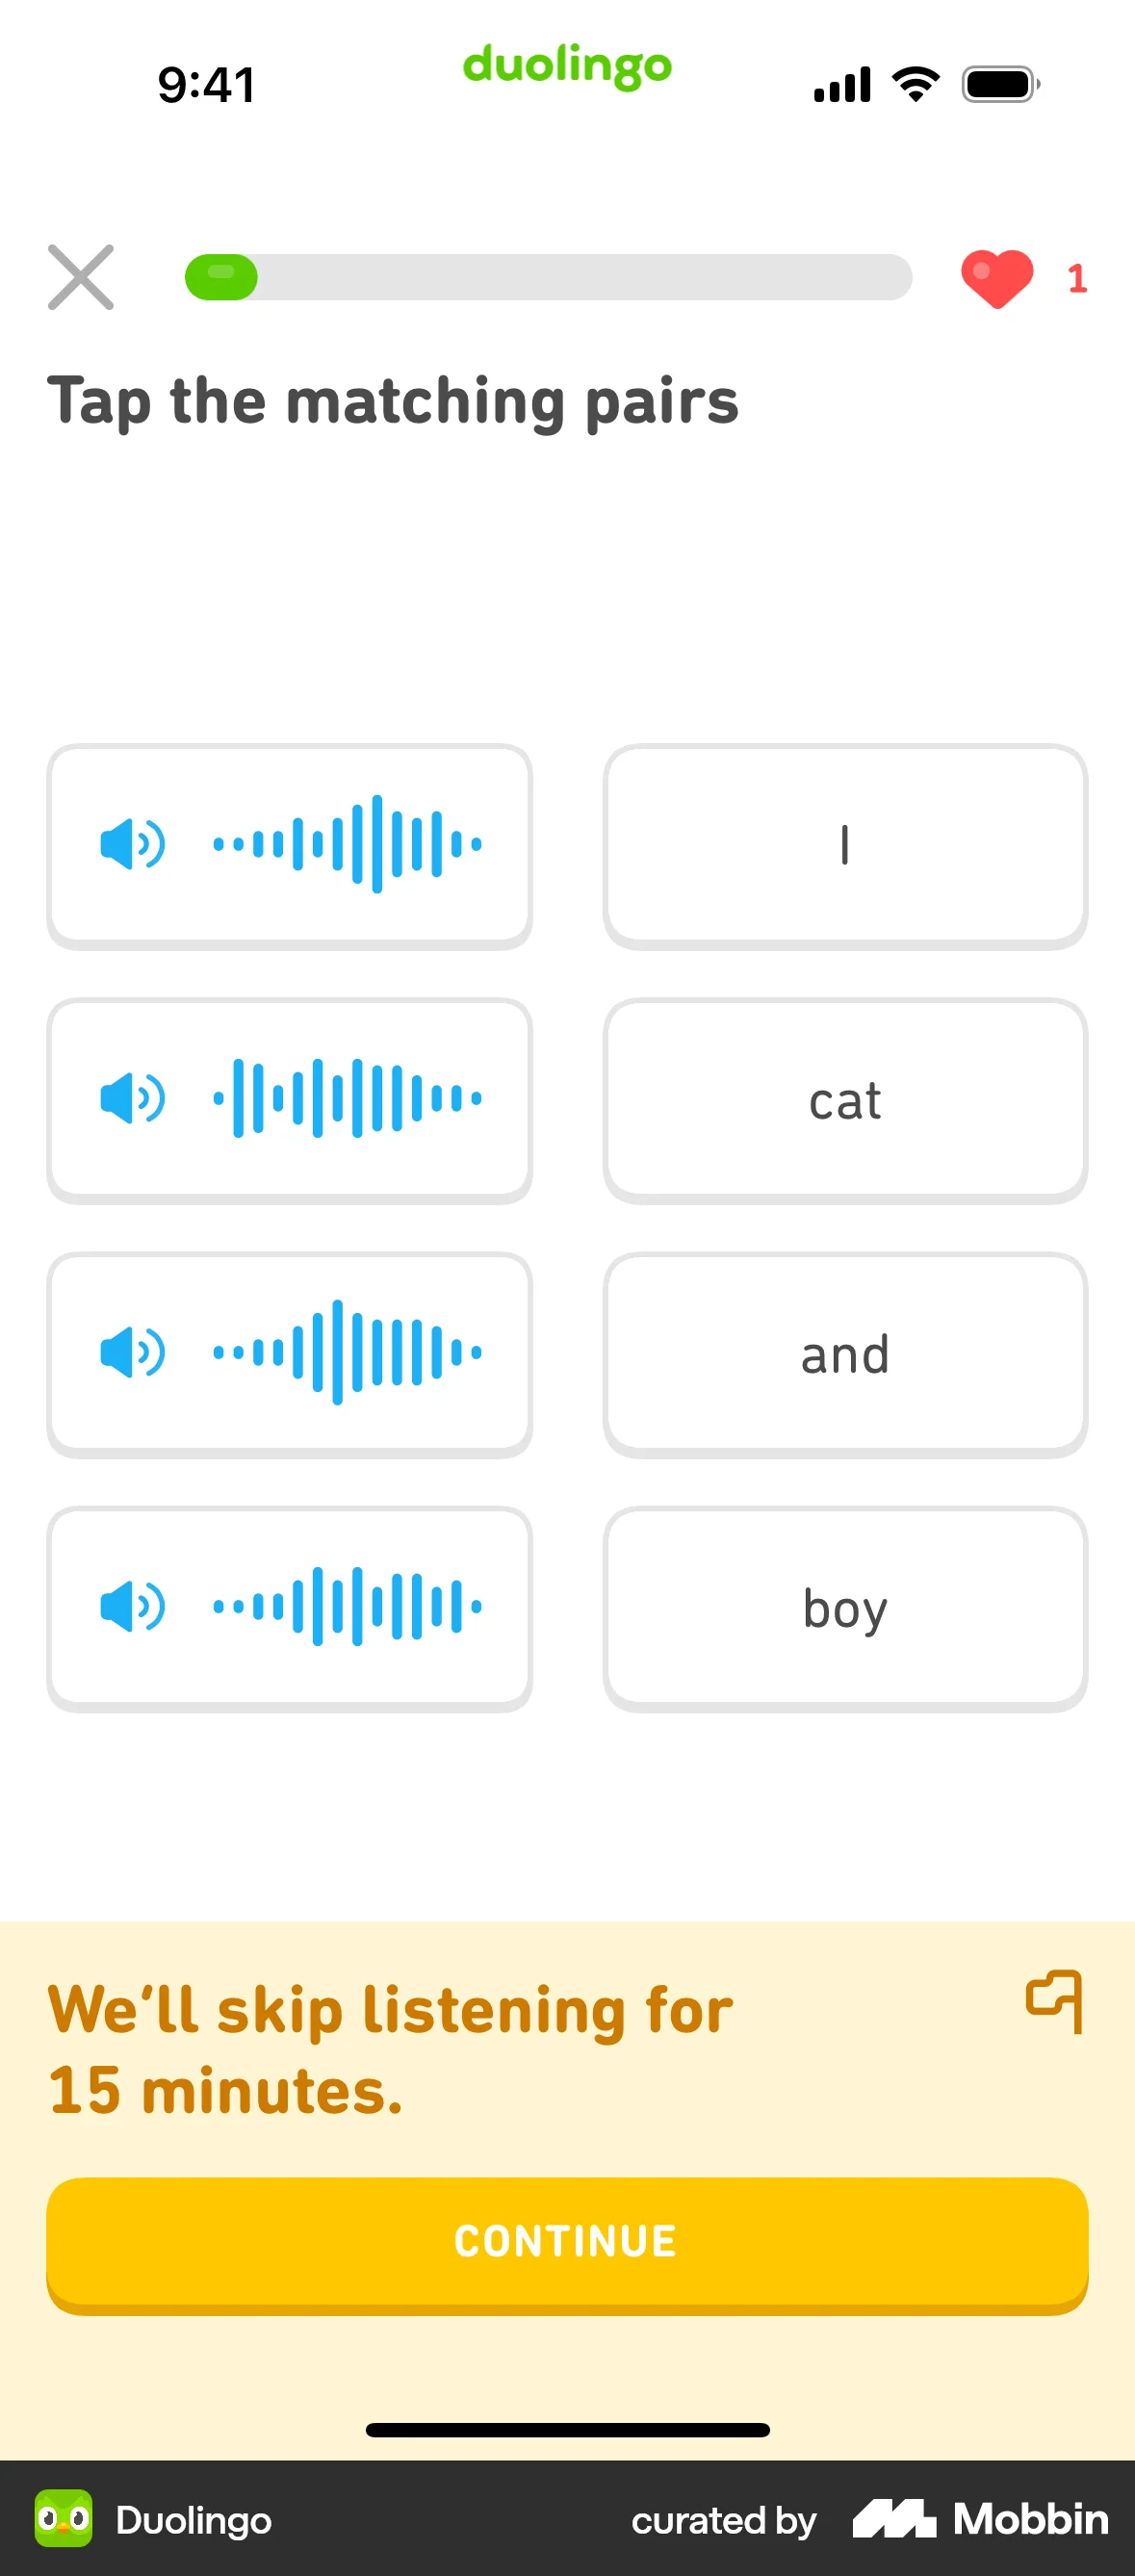 9:41
duolingo
1
Tap the matching pairs
I
cat
and
boy
We’ll skip listening for
15 minutes.
CONTINUE
Duolingo
curated by
Mobbin